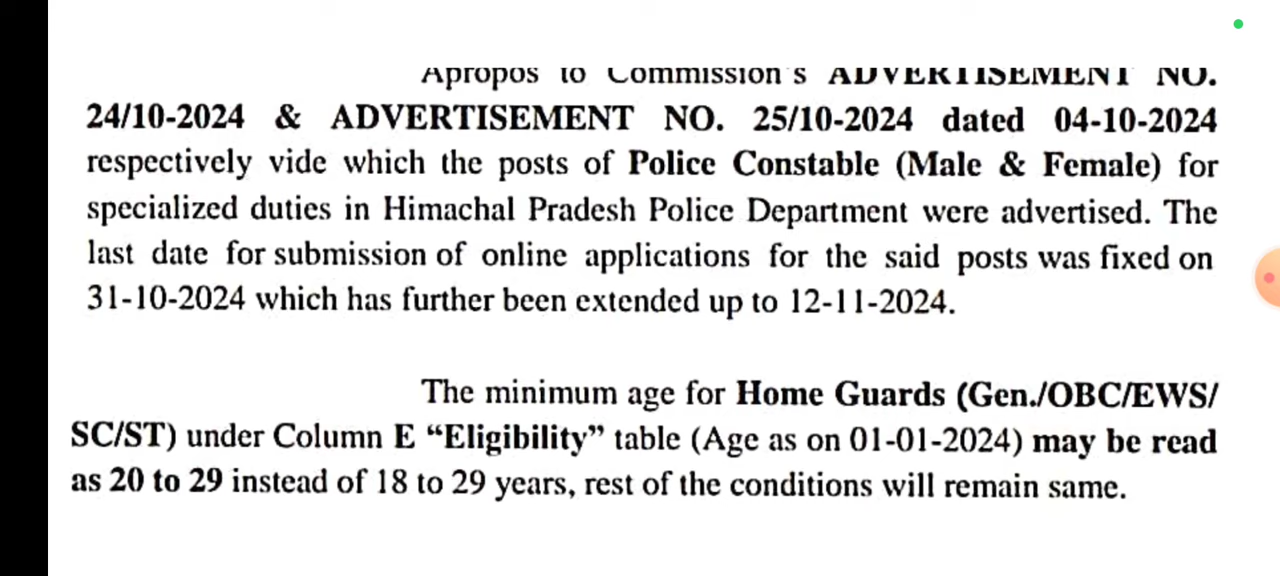 Apropos to Commission's ADVERTISEMENT NO.
24/10-2024 & ADVERTISEMENT NO. 25/10-2024 dated 04-10-2024
respectively vide which the posts of Police Constable (Male & Female) for
specialized duties in Himachal Pradesh Police Department were advertised. The
last date for submission of online applications for the said posts was fixed on
31-10-2024 which has further been extended up to 12-11-2024.
The minimum age for Home Guards (Gen./OBC/EWS/
SC/ST) under Column E “Eligibility” table (Age as on 01-01-2024) may be read
as 20 to 29 instead of 18 to 29 years, rest of the conditions will remain same.